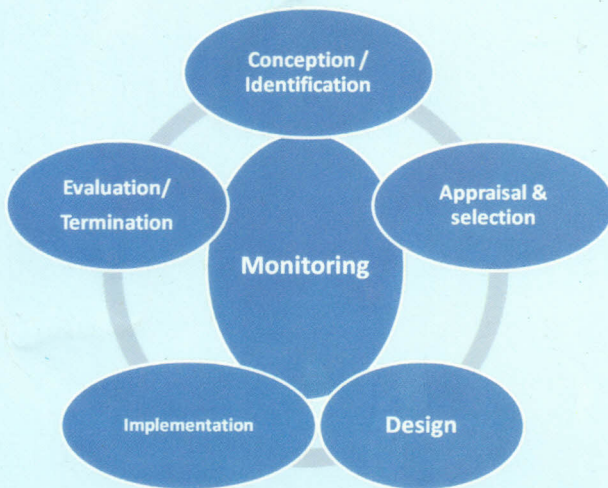 Conception /
Identification
Appraisal &
selection
Design
Implementation
Evaluation/
Termination
Monitoring